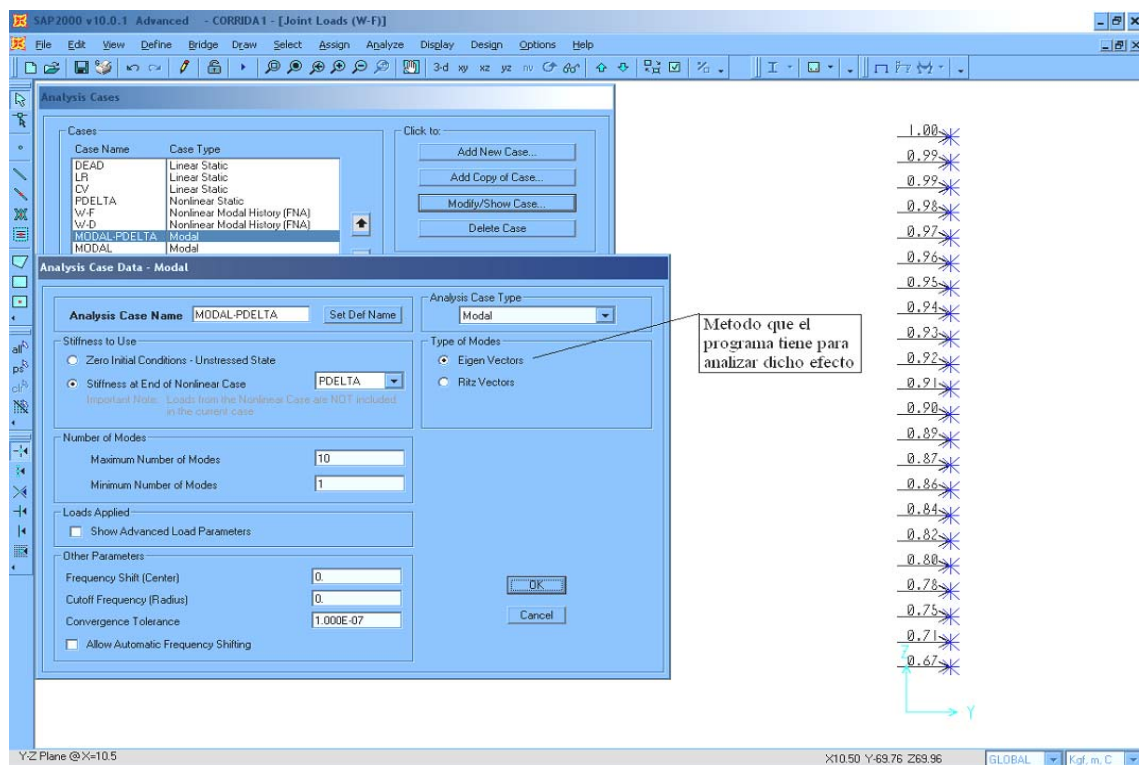 SAP2000 v10.0.1 Advanced - CORRIDA1 - [Joint Loads (W-F)]
File Edit View Define Bridge Draw Select Assign Analyze Display Design Options Help
3-d xy xz yz nv
Analysis Cases
Cases
Case Name Case Type
DEAD Linear Static
LR Linear Static
CV Linear Static
PDELTA Nonlinear Static
W-F Nonlinear Modal History (FNA)
W-D Nonlinear Modal History (FNA)
MODAL-PDELTA Modal
MODAL Modal
Click to:
Add New Case...
Add Copy of Case...
Modify/Show Case...
Delete Case
Analysis Case Data - Modal
Analysis Case Name MODAL-PDELTA Set Def Name
Analysis Case Type
Modal
Stiffness to Use
Zero Initial Conditions - Unstressed State
Stiffness at End of Nonlinear Case PDELTA
Important Note: Loads from the Nonlinear Case are NOT included
in the current case
Type of Modes
Eigen Vectors
Ritz Vectors
Number of Modes
Maximum Number of Modes 10
Minimum Number of Modes 1
Loads Applied
Show Advanced Load Parameters
Other Parameters
Frequency Shift (Center) 0.
Cutoff Frequency (Radius) 0.
Convergence Tolerance 1.000E-07
Allow Automatic Frequency Shifting
OK
Cancel
Metodo que el
programa tiene para
analizar dicho efecto
1.00
0.99
0.99
0.98
0.97
0.96
0.95
0.94
0.93
0.92
0.91
0.90
0.89
0.87
0.86
0.84
0.82
0.80
0.78
0.75
0.71
0.67
Z
Y
all
ps
clr
Y-Z Plane @ X=10.5
X10.50 Y-69.76 Z69.96
GLOBAL
Kgf, m, C